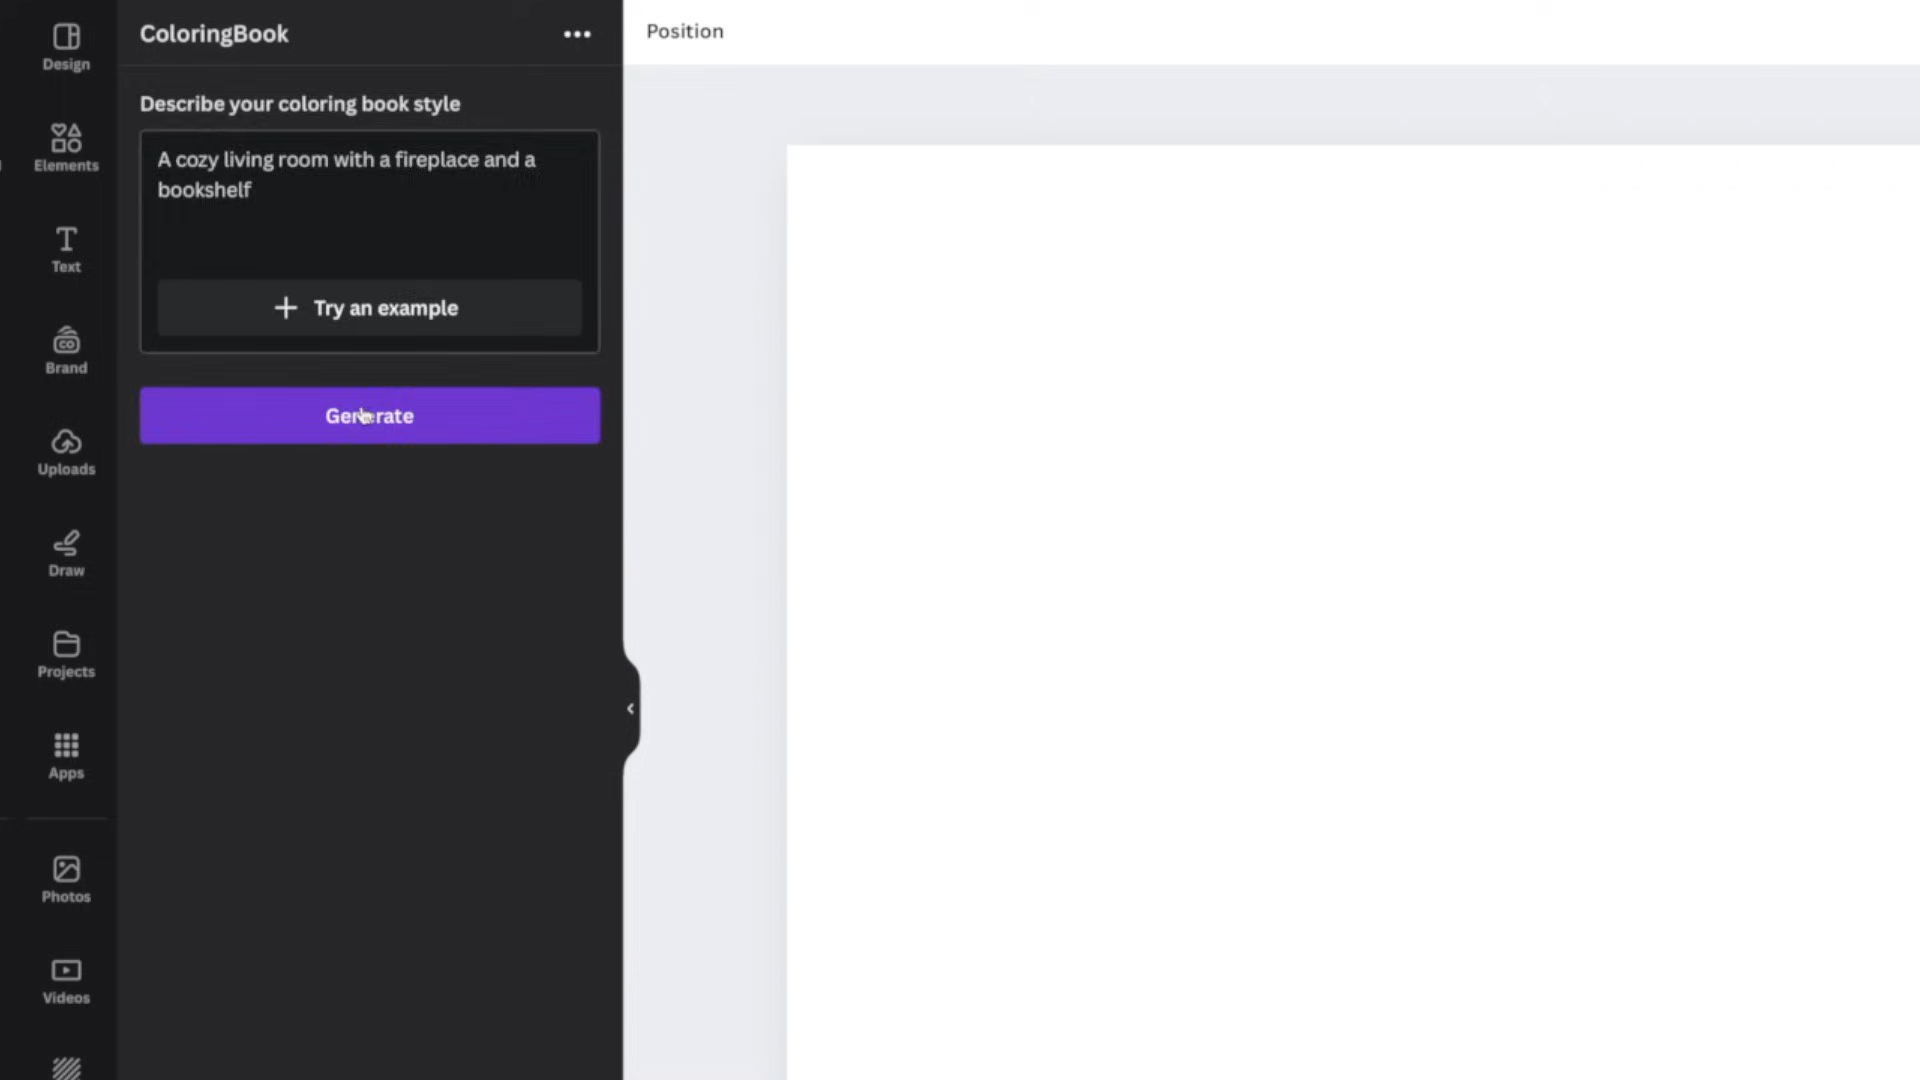 Design
Elements
Text
Brand
CO
Uploads
Draw
Projects
Apps
Photos
Videos
ColoringBook
Describe your coloring book style
A cozy living room with a fireplace and a
bookshelf
Try an example
Generate
Position